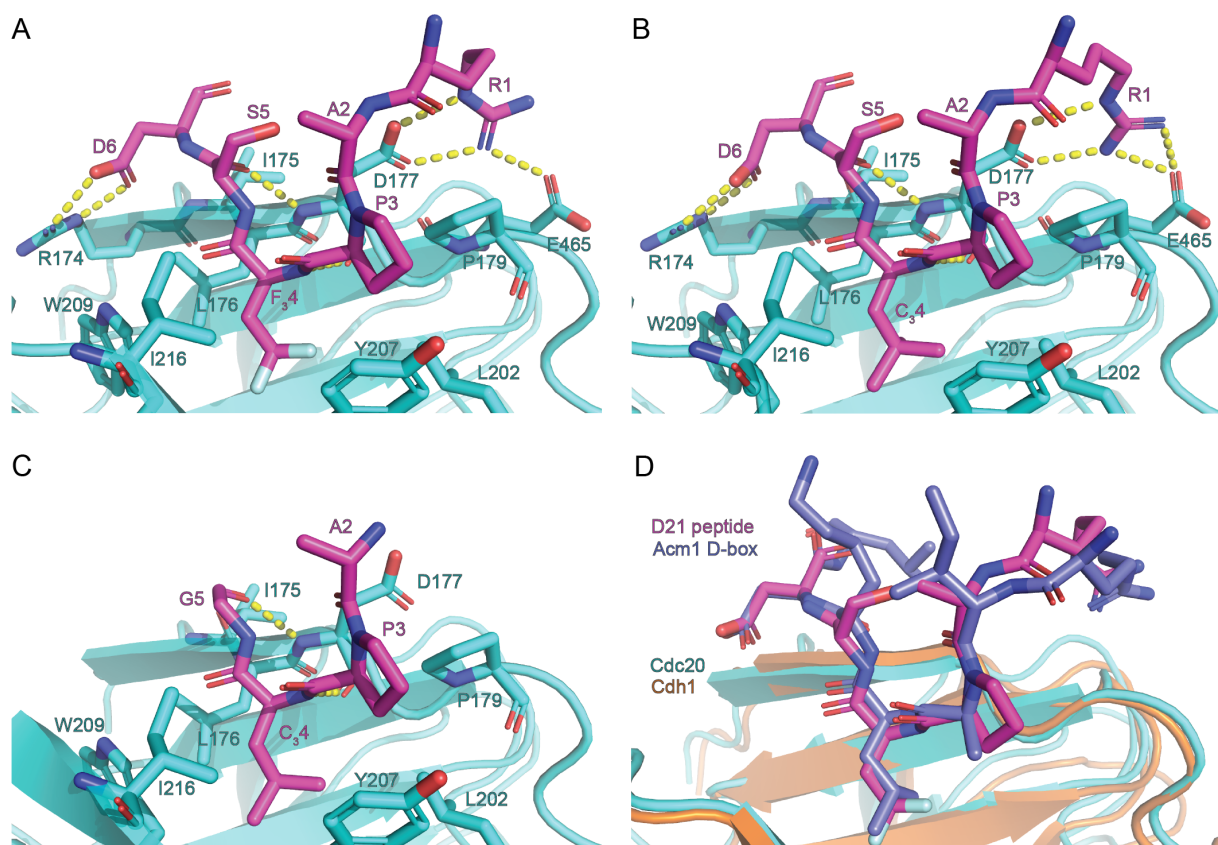 A
R1
A2
S5
D6
I175
D177
P3
R174
P179
E465
W209
L176
F₃4
I216
Y207
L202
B
R1
A2
S5
D6
I175
D177
P3
R174
P179
E465
W209
L176
C₃4
I216
Y207
L202
C
A2
I175
D177
G5
P3
P179
W209
L176
C₃4
I216
Y207
L202
D
D21 peptide
Acm1 D-box
Cdc20
Cdh1